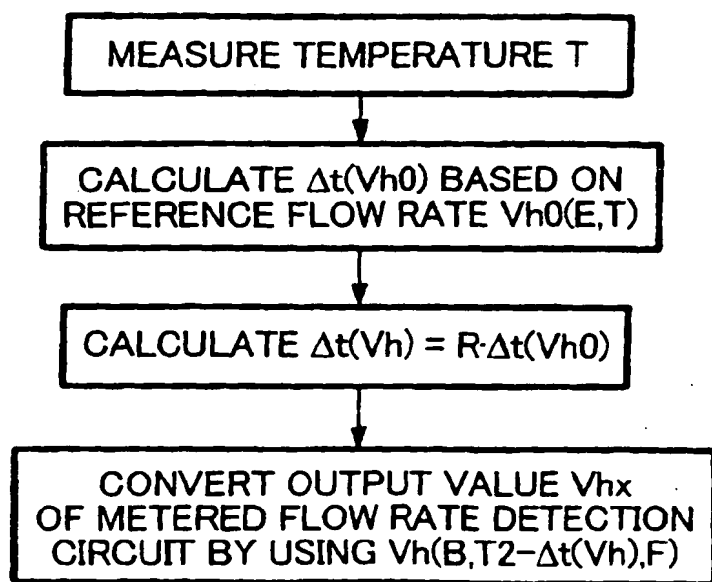 MEASURE TEMPERATURE T
CALCULATE Δt(Vh0) BASED ON
REFERENCE FLOW RATE Vh0(E,T)
CALCULATE Δt(Vh) = R·Δt(Vh0)
CONVERT OUTPUT VALUE Vhx
OF METERED FLOW RATE DETECTION
CIRCUIT BY USING Vh(B,T2−Δt(Vh),F)